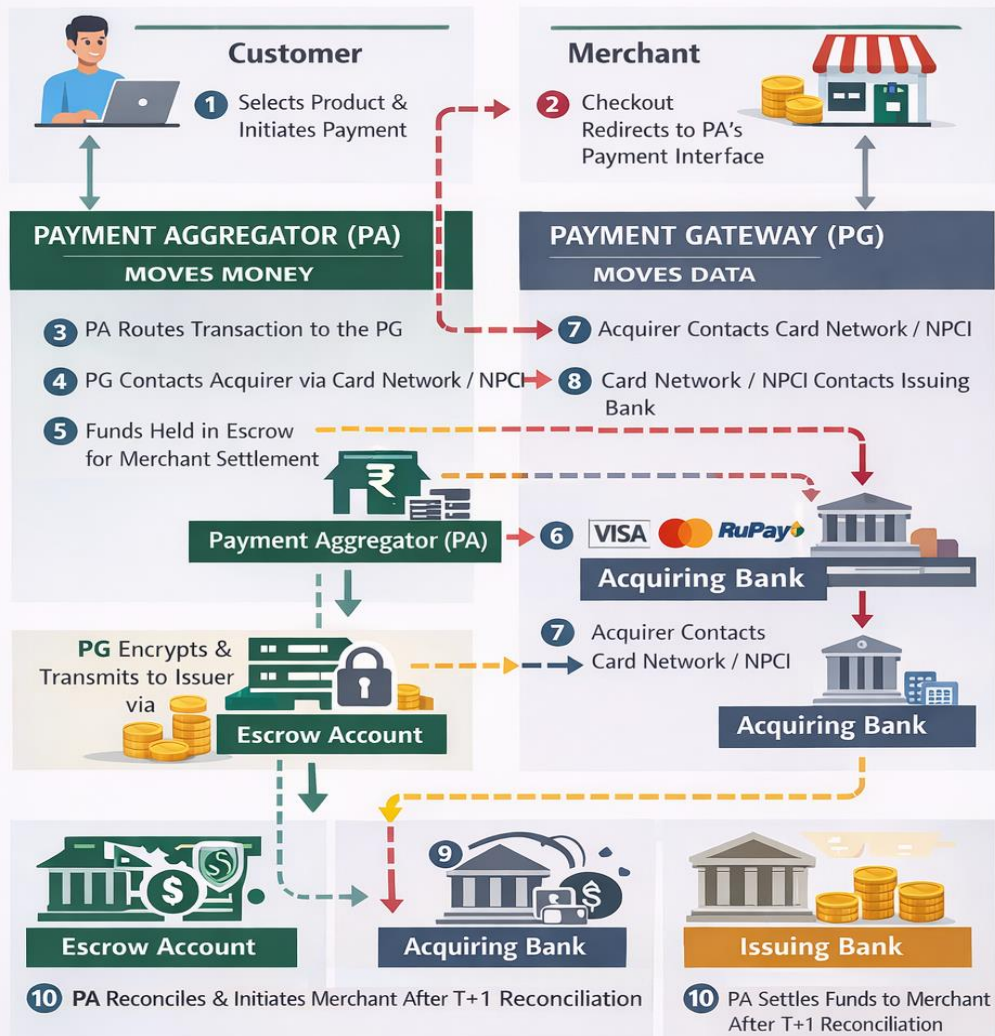 Customer
1 Selects Product &
Initiates Payment
Merchant
2 Checkout
Redirects to PA's
Payment Interface
PAYMENT AGGREGATOR (PA)
MOVES MONEY
PAYMENT GATEWAY (PG)
MOVES DATA
3 PA Routes Transaction to the PG
4 PG Contacts Acquirer via Card Network / NPCI
5 Funds Held in Escrow
for Merchant Settlement
7 Acquirer Contacts Card Network / NPCI
8 Card Network / NPCI Contacts Issuing
Bank
₹
Payment Aggregator (PA)
6 VISA RuPay
Acquiring Bank
PG Encrypts &
Transmits to Issuer
via
Escrow Account
7 Acquirer Contacts
Card Network / NPCI
Acquiring Bank
$ S
Escrow Account
9 $
Acquiring Bank
Issuing Bank
10 PA Reconciles & Initiates Merchant After T+1 Reconciliation
10 PA Settles Funds to Merchant
After T+1 Reconciliation